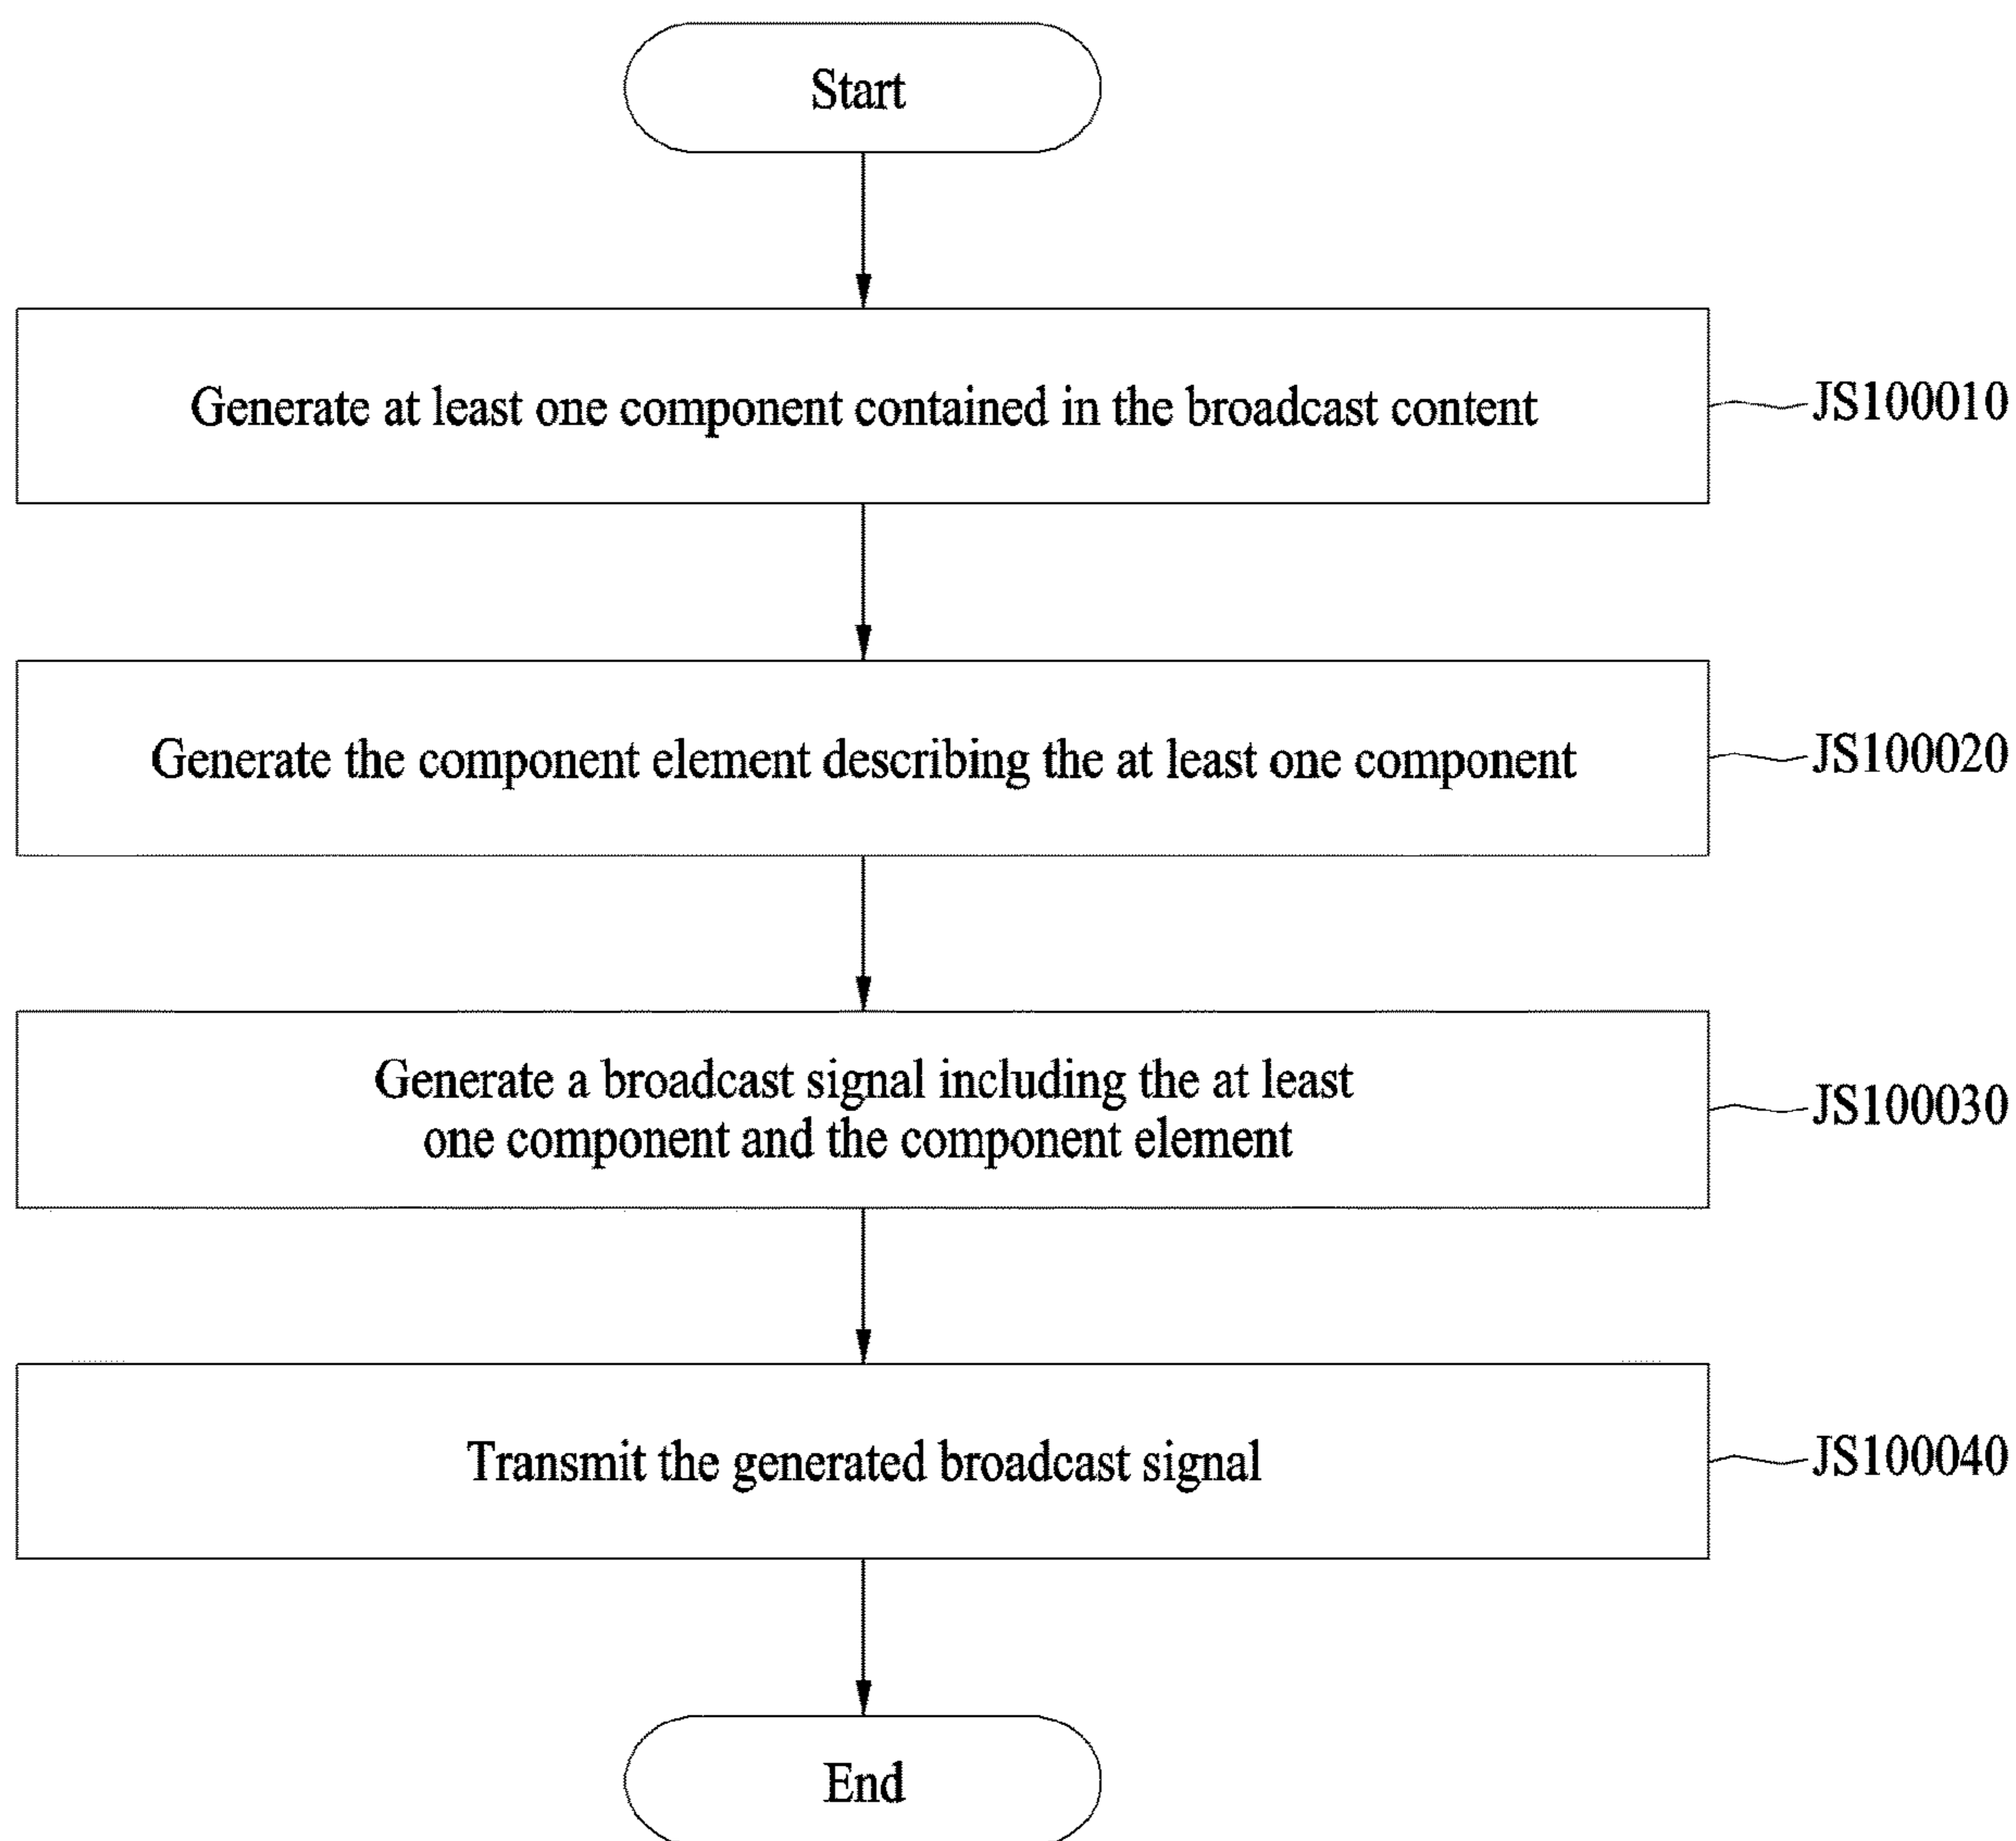 Start
Generate at least one component contained in the broadcast content
JS100010
Generate the component element describing the at least one component
JS100020
Generate a broadcast signal including the at least
one component and the component element
JS100030
Transmit the generated broadcast signal
JS100040
End